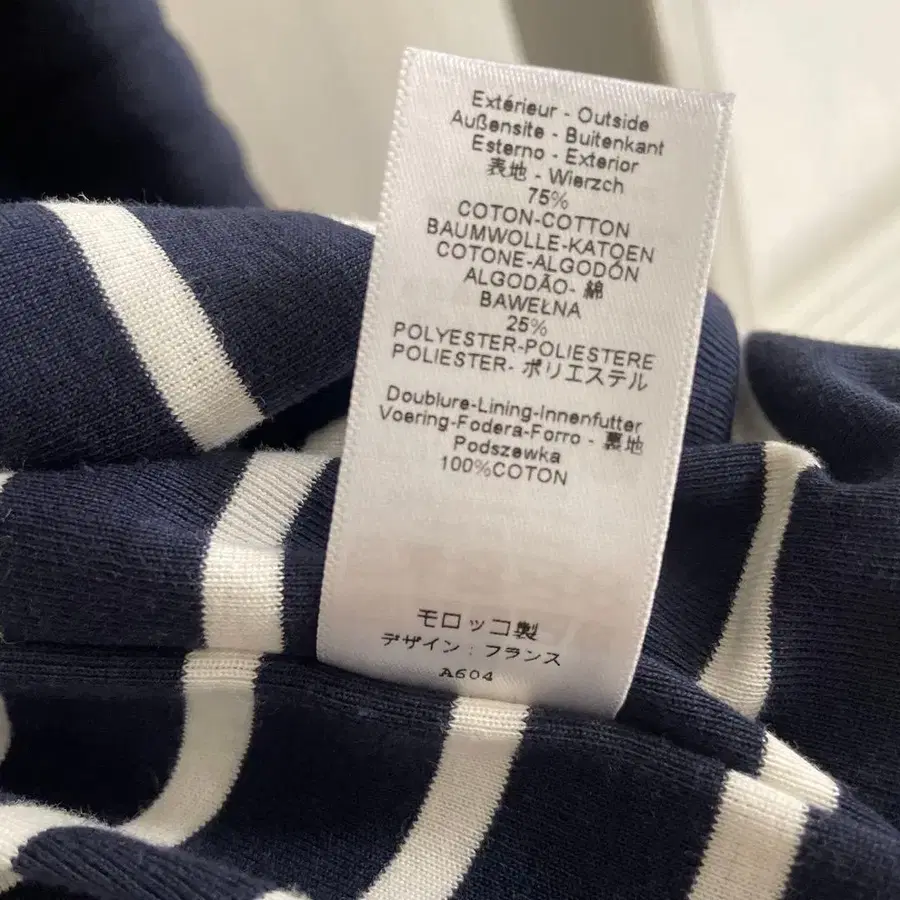 Extérieur - Outside
Außensite - Buitenkant
Esterno - Exterior
表地 - Wierzch
75%
COTON-COTTON
BAUMWOLLE-KATOEN
COTONE-ALGODÓN
ALGODÃO- 綿
BAWEŁNA
25%
POLYESTER-POLIESTERE
POLIESTER- ポリエステル
Doublure-Lining-Innenfutter
Voering-Fodera-Forro - 裏地
Podszewka
100%COTON
モロッコ製
デザイン : フランス
A604